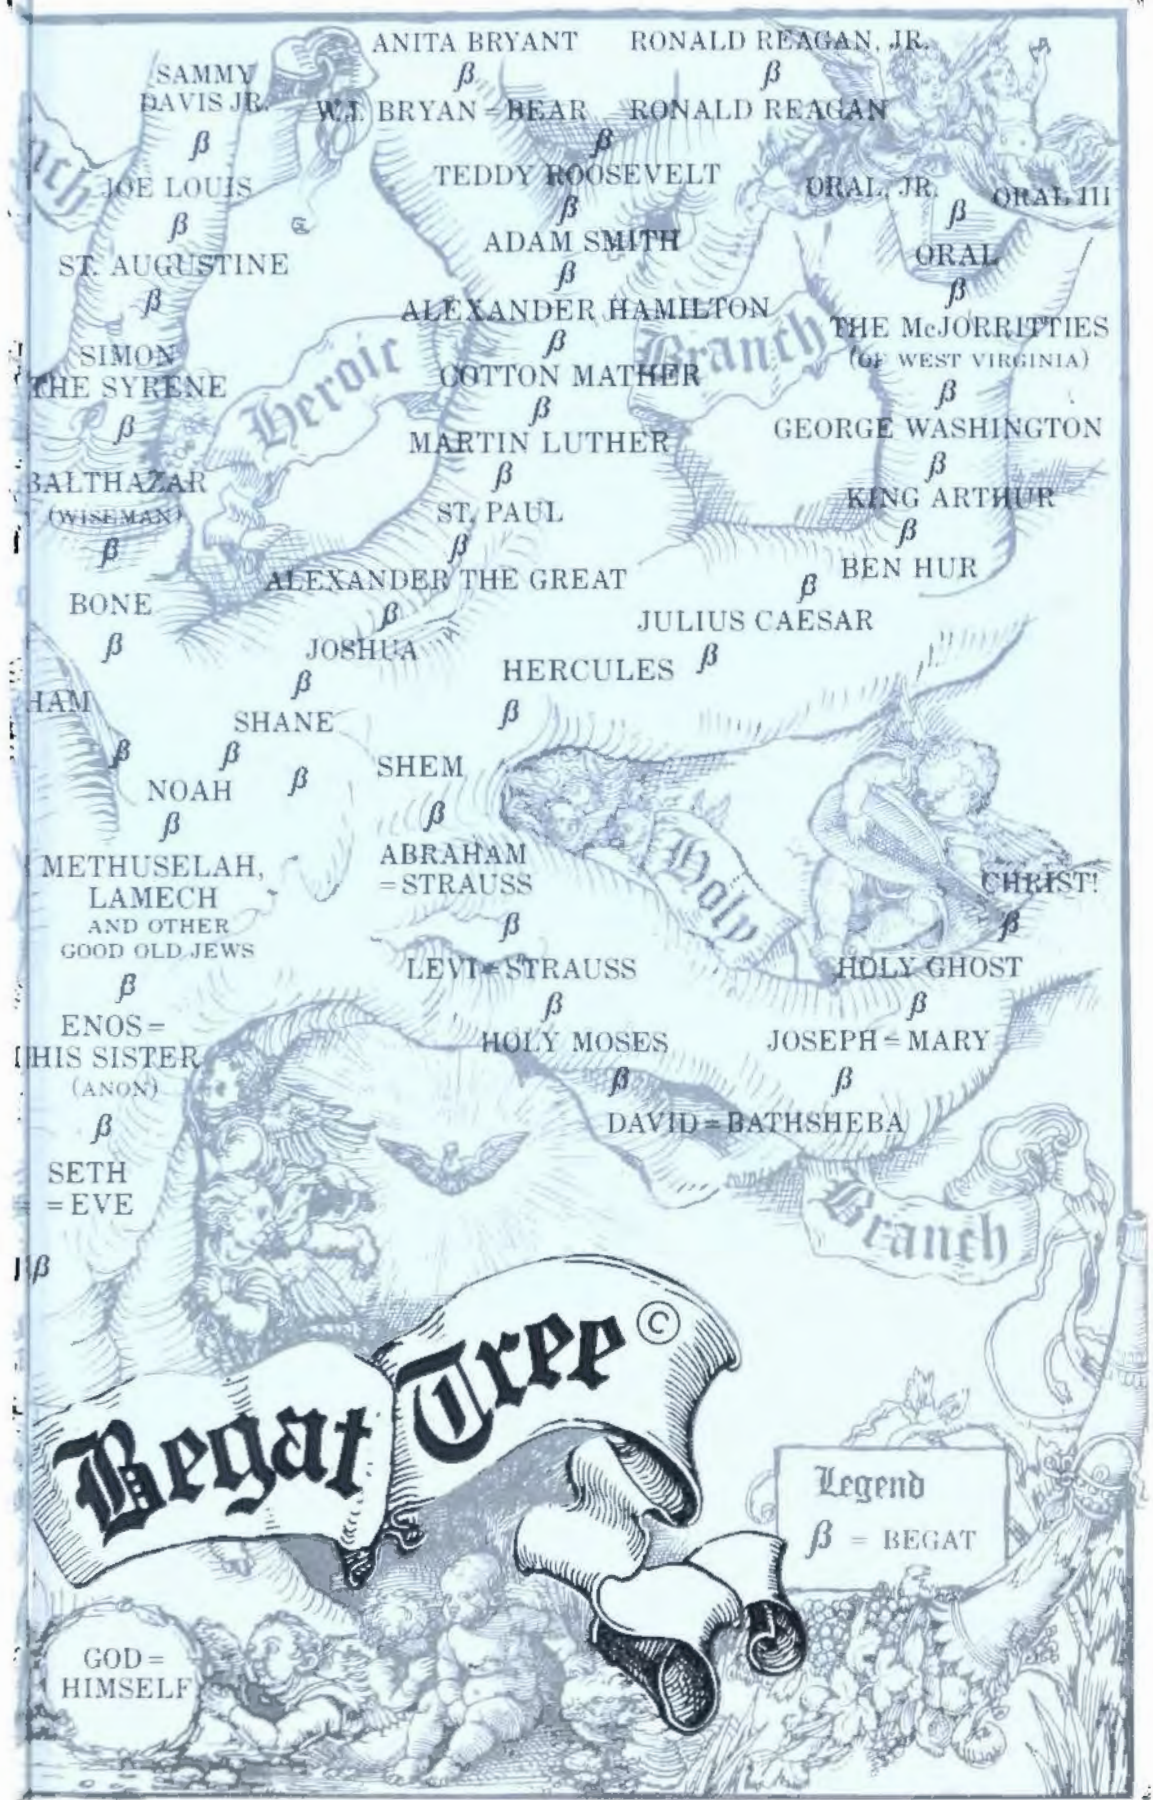 ANITA BRYANT
RONALD REAGAN, JR.
β
β
SAMMY
DAVIS JR.
W.J. BRYAN = BEAR
RONALD REAGAN
β
β
TEDDY ROOSEVELT
JOE LOUIS
ORAL, JR.
ORAL III
β
β
β
ADAM SMITH
ORAL
ST. AUGUSTINE
β
β
β
ALEXANDER HAMILTON
THE McJORRITTIES
(OF WEST VIRGINIA)
Heroic
Branch
β
SIMON
THE SYRENE
COTTON MATHER
β
β
β
MARTIN LUTHER
GEORGE WASHINGTON
β
β
BALTHAZAR
(WISEMAN)
KING ARTHUR
ST. PAUL
β
β
β
ALEXANDER THE GREAT
BEN HUR
β
BONE
β
JULIUS CAESAR
β
JOSHUA
β
HERCULES
β
β
HAM
SHANE
β
β
β
SHEM
NOAH
β
β
β
METHUSELAH,
LAMECH
AND OTHER
GOOD OLD JEWS
ABRAHAM
=STRAUSS
Holy
CHRIST!
β
β
β
LEVI=STRAUSS
HOLY GHOST
β
β
ENOS=
HIS SISTER
(ANON)
HOLY MOSES
JOSEPH = MARY
β
β
β
DAVID = BATHSHEBA
SETH
=EVE
Branch
β
Begat Tree ©
Legend
β = BEGAT
GOD =
HIMSELF